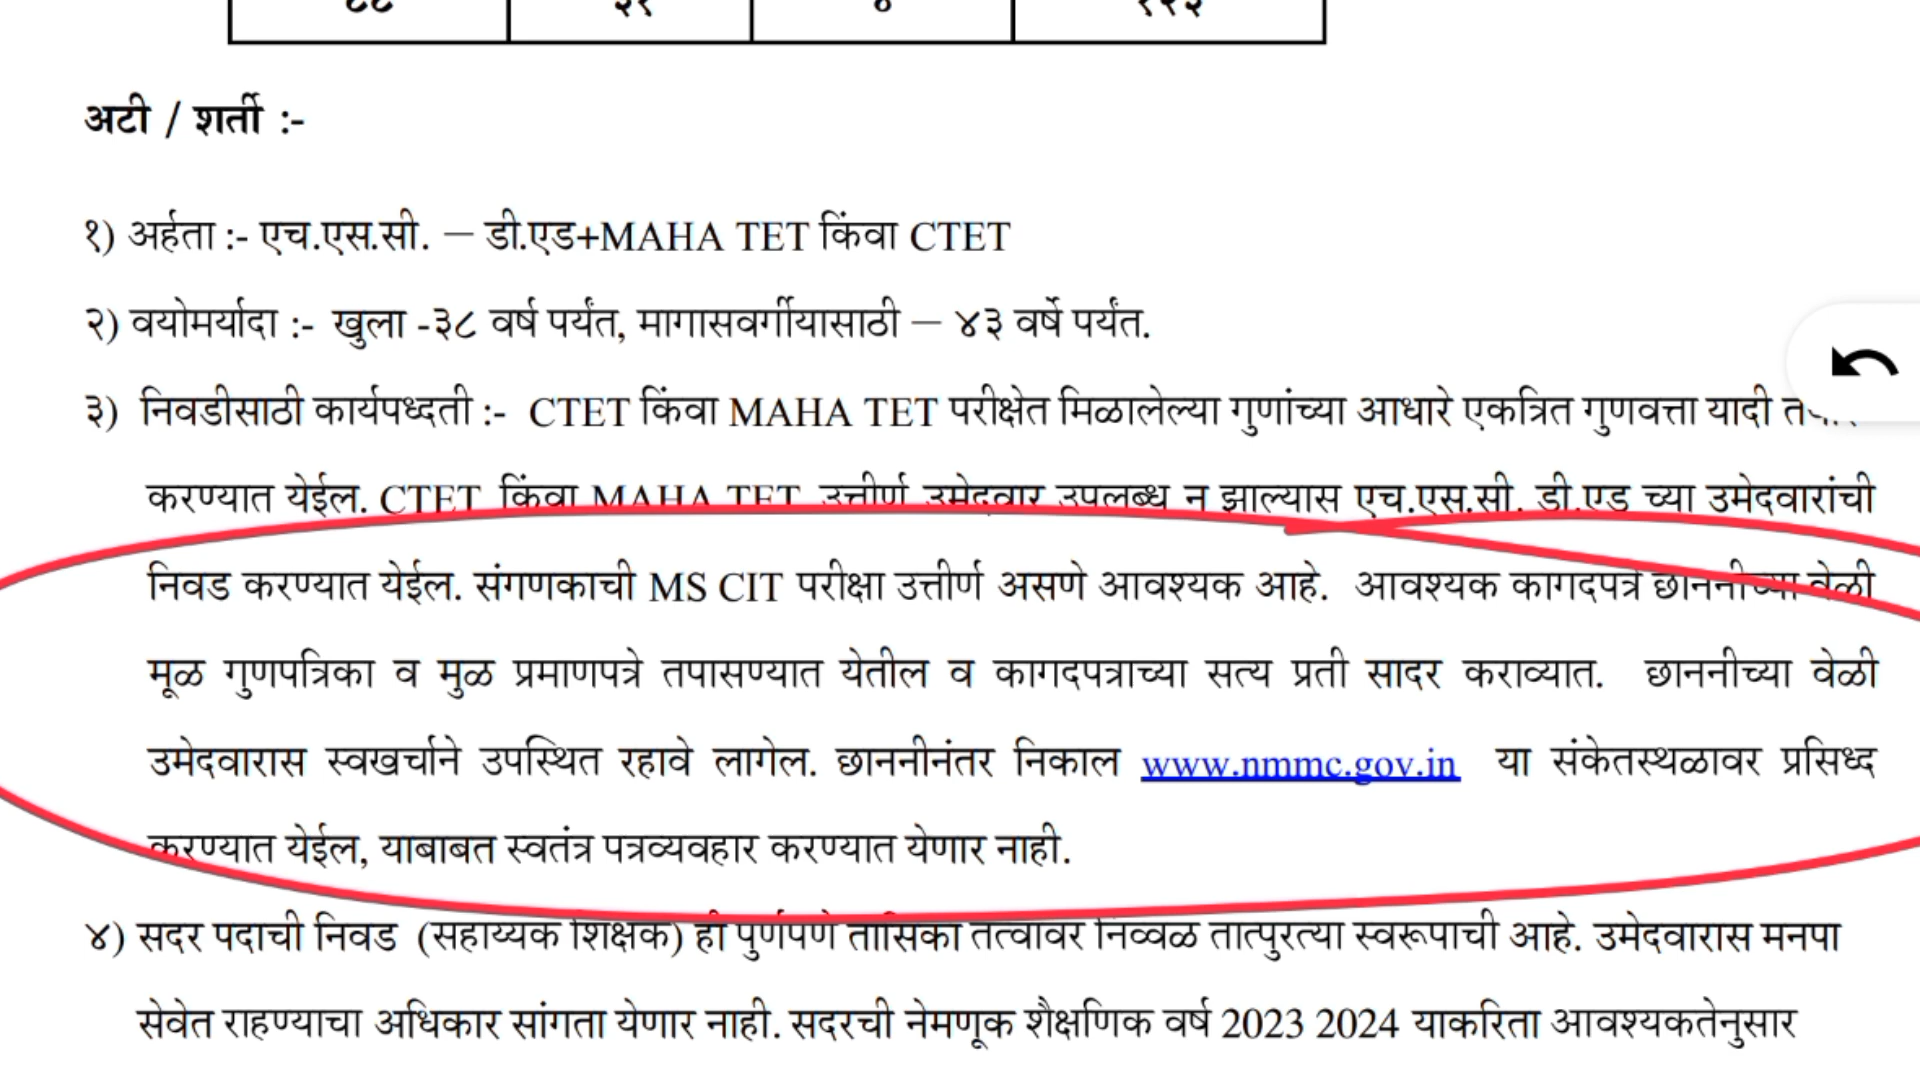 ८८ ३१ ४ १२३
अटी / शर्ती :-
१) अर्हता :- एच.एस.सी. – डी.एड+MAHA TET किंवा CTET
२) वयोमर्यादा :- खुला -३८ वर्ष पर्यंत, मागासवर्गीयासाठी – ४३ वर्षे पर्यंत.
३) निवडीसाठी कार्यपध्दती :- CTET किंवा MAHA TET परीक्षेत मिळालेल्या गुणांच्या आधारे एकत्रित गुणवत्ता यादी
करण्यात येईल. CTET किंवा MAHA TET उत्तीर्ण उमेदवार उपलब्ध न झाल्यास एच.एस.सी. डी.एड च्या उमेदवारांची
निवड करण्यात येईल. संगणकाची MS CIT परीक्षा उत्तीर्ण असणे आवश्यक आहे. आवश्यक कागदपत्रे छाननीच्या वेळी
मूळ गुणपत्रिका व मुळ प्रमाणपत्रे तपासण्यात येतील व कागदपत्राच्या सत्य प्रती सादर कराव्यात. छाननीच्या वेळी
उमेदवारास स्वखर्चाने उपस्थित रहावे लागेल. छाननीनंतर निकाल www.nmmc.gov.in या संकेतस्थळावर प्रसिध्द
करण्यात येईल, याबाबत स्वतंत्र पत्रव्यवहार करण्यात येणार नाही.
४) सदर पदाची निवड (सहाय्यक शिक्षक) ही पुर्णपणे तासिका तत्वावर निव्वळ तात्पुरत्या स्वरूपाची आहे. उमेदवारास मनपा
सेवेत राहण्याचा अधिकार सांगता येणार नाही. सदरची नेमणूक शैक्षणिक वर्ष 2023 2024 याकरिता आवश्यकतेनुसार